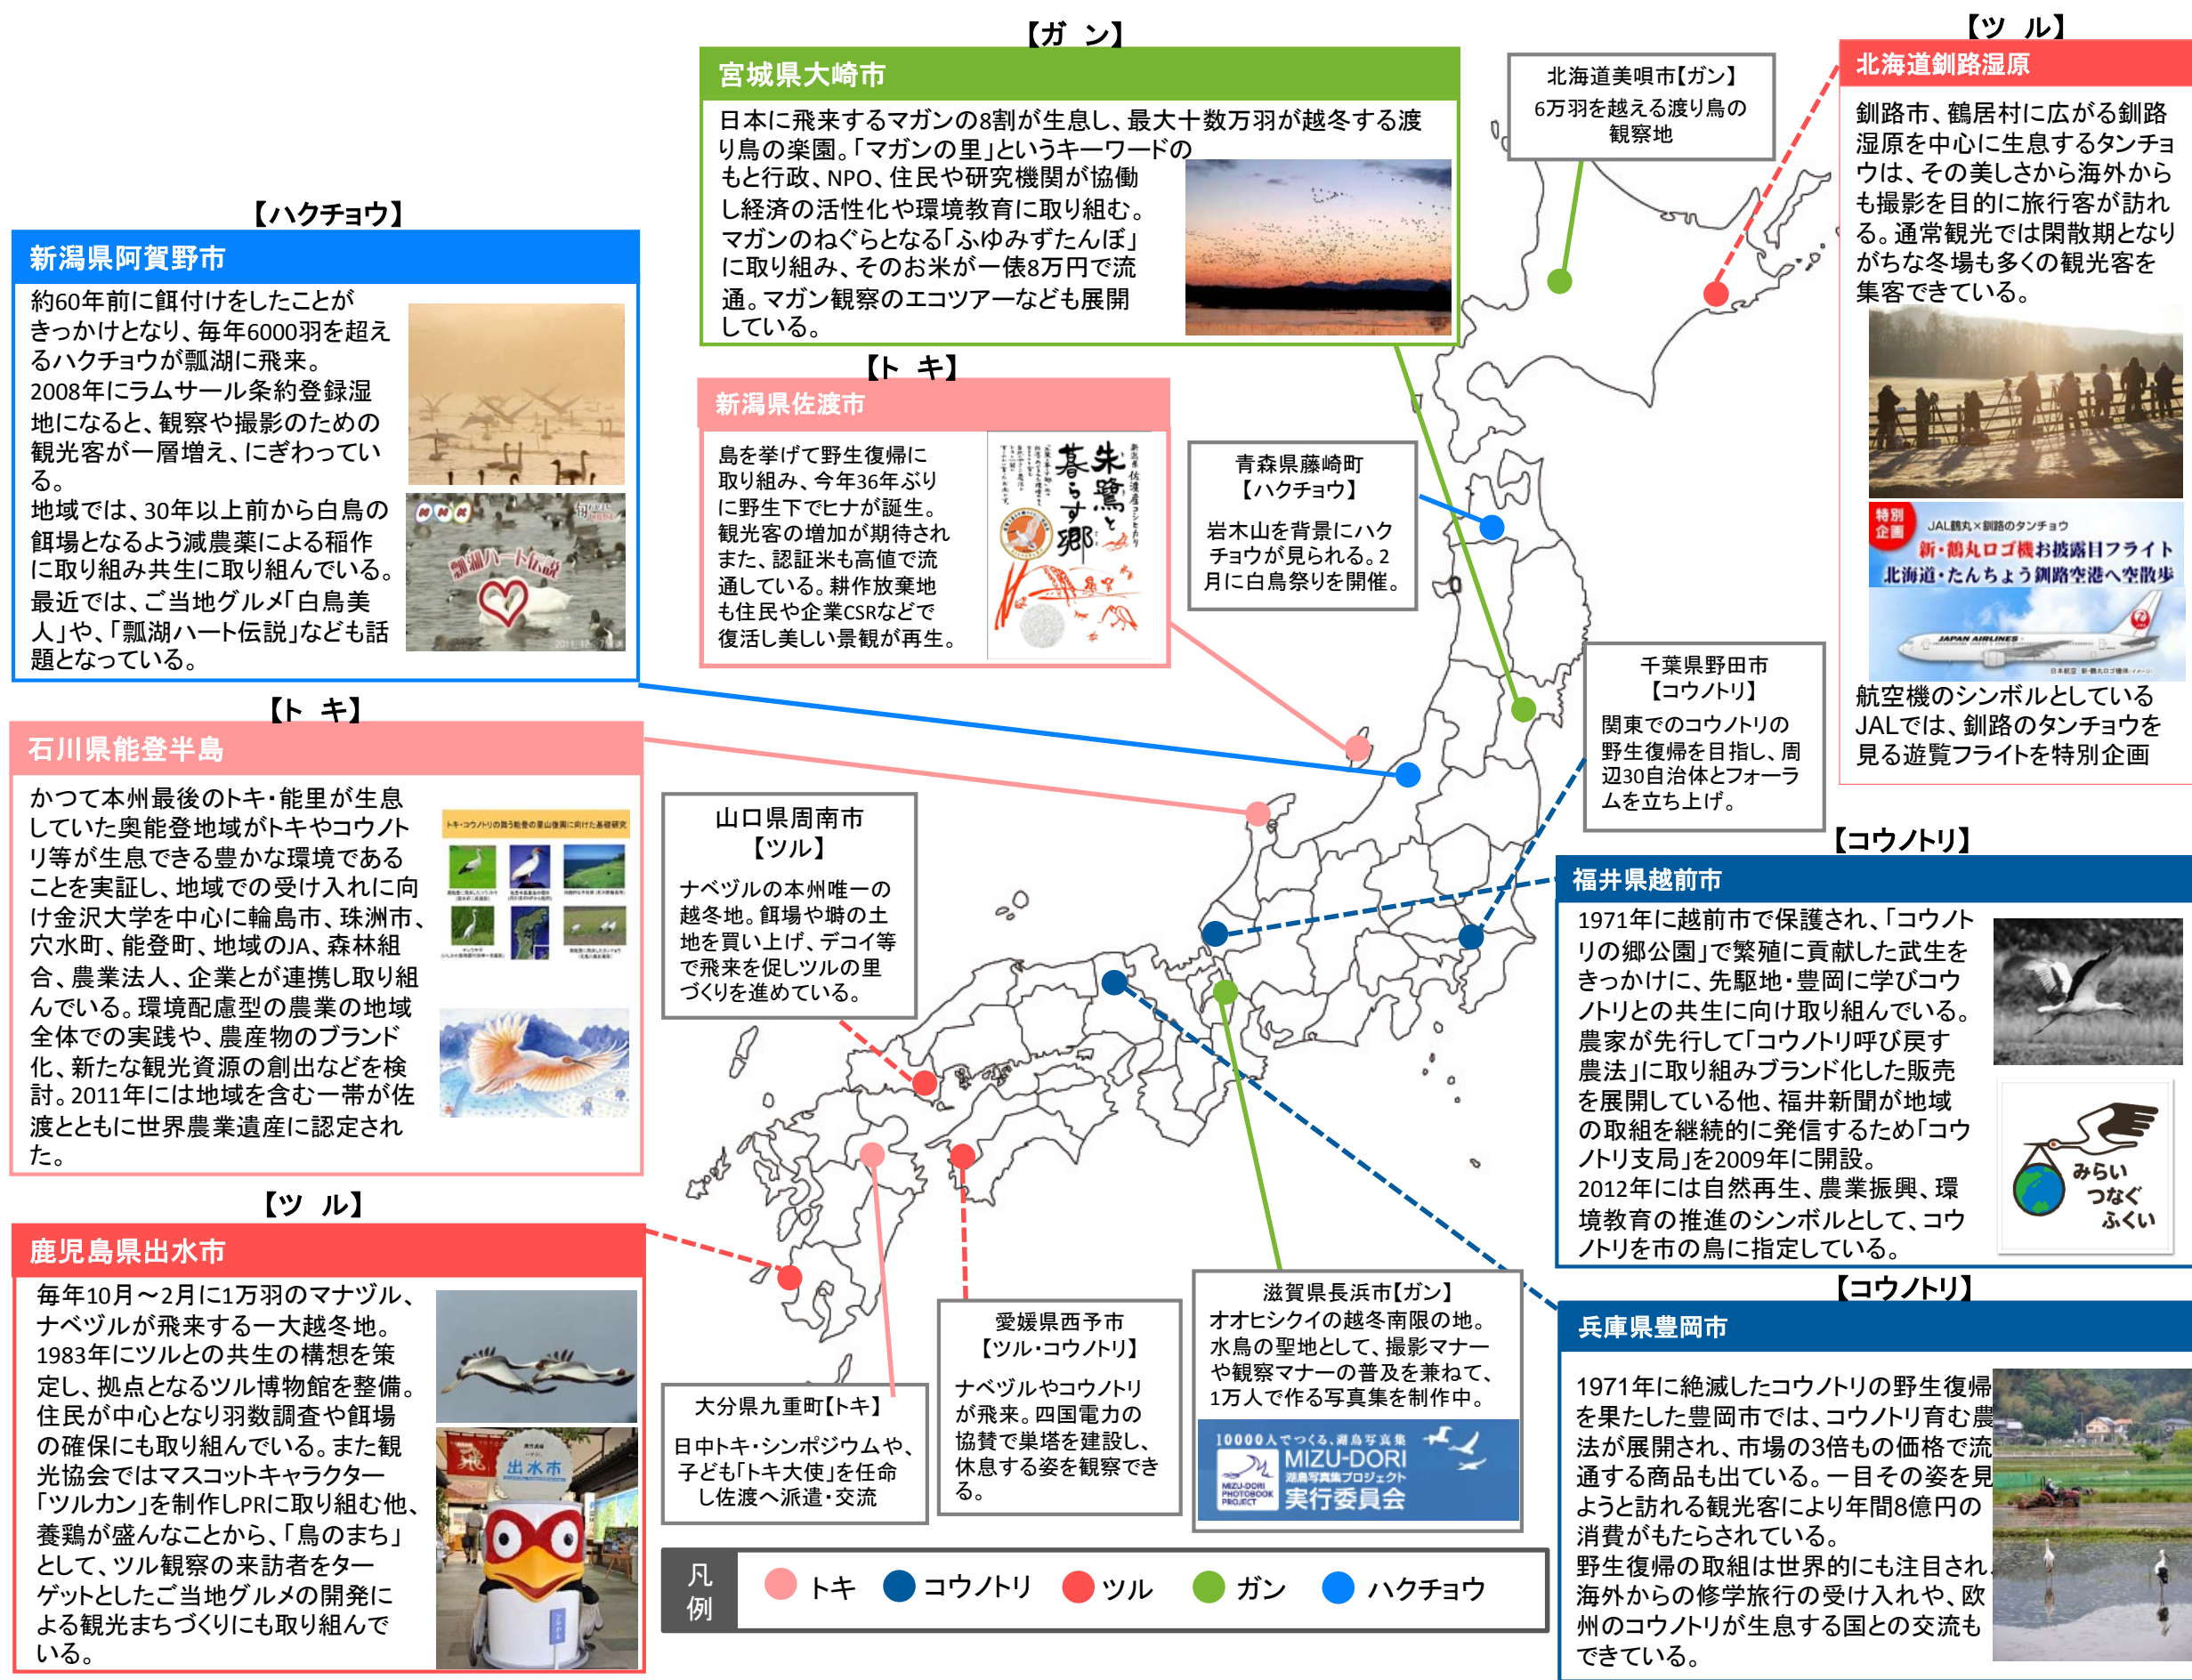 【ガ ン】
宮城県大崎市
日本に飛来するマガンの8割が生息し、最大十数万羽が越冬する渡
り鳥の楽園。「マガンの里」というキーワードの
もと行政、NPO、住民や研究機関が協働
し経済の活性化や環境教育に取り組む。
マガンのねぐらとなる「ふゆみずたんぼ」
に取り組み、そのお米が一俵8万円で流
通。マガン観察のエコツアーなども展開
している。
北海道美唄市【ガン】
6万羽を越える渡り鳥の
観察地
【ツ ル】
北海道釧路湿原
釧路市、鶴居村に広がる釧路
湿原を中心に生息するタンチョ
ウは、その美しさから海外から
も撮影を目的に旅行客が訪れ
る。通常観光では閑散期となり
がちな冬場も多くの観光客を
集客できている。
特別
企画
JAL鶴丸×釧路のタンチョウ
新・鶴丸ロゴ機お披露目フライト
北海道・たんちょう釧路空港へ空散歩
JAPAN AIRLINES
航空機のシンボルとしている
JALでは、釧路のタンチョウを
見る遊覧フライトを特別企画
【ハクチョウ】
新潟県阿賀野市
約60年前に餌付けをしたことが
きっかけとなり、毎年6000羽を超え
るハクチョウが瓢湖に飛来。
2008年にラムサール条約登録湿
地になると、観察や撮影のための
観光客が一層増え、にぎわってい
る。
地域では、30年以上前から白鳥の
餌場となるよう減農薬による稲作
に取り組み共生に取り組んでいる。
最近では、ご当地グルメ「白鳥美
人」や、「瓢湖ハート伝説」なども話
題となっている。
NHK
瓢湖ハート伝説
【ト キ】
新潟県佐渡市
島を挙げて野生復帰に
取り組み、今年36年ぶり
に野生下でヒナが誕生。
観光客の増加が期待され
また、認証米も高値で流
通している。耕作放棄地
も住民や企業CSRなどで
復活し美しい景観が再生。
新潟県佐渡産コシヒカリ
朱鷺と
暮らす郷
青森県藤崎町
【ハクチョウ】
岩木山を背景にハク
チョウが見られる。2
月に白鳥祭りを開催。
千葉県野田市
【コウノトリ】
関東でのコウノトリの
野生復帰を目指し、周
辺30自治体とフォーラ
ムを立ち上げ。
【ト キ】
石川県能登半島
かつて本州最後のトキ・能里が生息
していた奥能登地域がトキやコウノト
リ等が生息できる豊かな環境である
ことを実証し、地域での受け入れに向
け金沢大学を中心に輪島市、珠洲市、
穴水町、能登町、地域のJA、森林組
合、農業法人、企業とが連携し取り組
んでいる。環境配慮型の農業の地域
全体での実践や、農産物のブランド
化、新たな観光資源の創出などを検
討。2011年には地域を含む一帯が佐
渡とともに世界農業遺産に認定され
た。
トキ・コウノトリの舞う能登の里山復興に向けた基礎研究
山口県周南市
【ツル】
ナベヅルの本州唯一の
越冬地。餌場や塒の土
地を買い上げ、デコイ等
で飛来を促しツルの里
づくりを進めている。
【コウノトリ】
福井県越前市
1971年に越前市で保護され、「コウノト
リの郷公園」で繁殖に貢献した武生を
きっかけに、先駆地・豊岡に学びコウ
ノトリとの共生に向け取り組んでいる。
農家が先行して「コウノトリ呼び戻す
農法」に取り組みブランド化した販売
を展開している他、福井新聞が地域
の取組を継続的に発信するため「コウ
ノトリ支局」を2009年に開設。
2012年には自然再生、農業振興、環
境教育の推進のシンボルとして、コウ
ノトリを市の鳥に指定している。
みらい
つなぐ
ふくい
【ツ ル】
鹿児島県出水市
毎年10月～2月に1万羽のマナヅル、
ナベヅルが飛来する一大越冬地。
1983年にツルとの共生の構想を策
定し、拠点となるツル博物館を整備。
住民が中心となり羽数調査や餌場
の確保にも取り組んでいる。また観
光協会ではマスコットキャラクター
「ツルカン」を制作しPRに取り組む他、
養鶏が盛んなことから、「鳥のまち」
として、ツル観察の来訪者をター
ゲットとしたご当地グルメの開発に
よる観光まちづくりにも取り組んで
いる。
飛
出水市
大分県九重町【トキ】
日中トキ・シンポジウムや、
子ども「トキ大使」を任命
し佐渡へ派遣・交流
愛媛県西予市
【ツル・コウノトリ】
ナベヅルやコウノトリ
が飛来。四国電力の
協賛で巣塔を建設し、
休息する姿を観察でき
る。
滋賀県長浜市【ガン】
オオヒシクイの越冬南限の地。
水鳥の聖地として、撮影マナー
や観察マナーの普及を兼ねて、
1万人で作る写真集を制作中。
10000人でつくる、湖鳥写真集
MIZU-DORI
湖鳥写真集プロジェクト
実行委員会
MIZU-DORI
PHOTOBOOK
PROJECT
【コウノトリ】
兵庫県豊岡市
1971年に絶滅したコウノトリの野生復帰
を果たした豊岡市では、コウノトリ育む農
法が展開され、市場の3倍もの価格で流
通する商品も出ている。一目その姿を見
ようと訪れる観光客により年間8億円の
消費がもたらされている。
野生復帰の取組は世界的にも注目され、
海外からの修学旅行の受け入れや、欧
州のコウノトリが生息する国との交流も
できている。
凡
例
トキ
コウノトリ
ツル
ガン
ハクチョウ